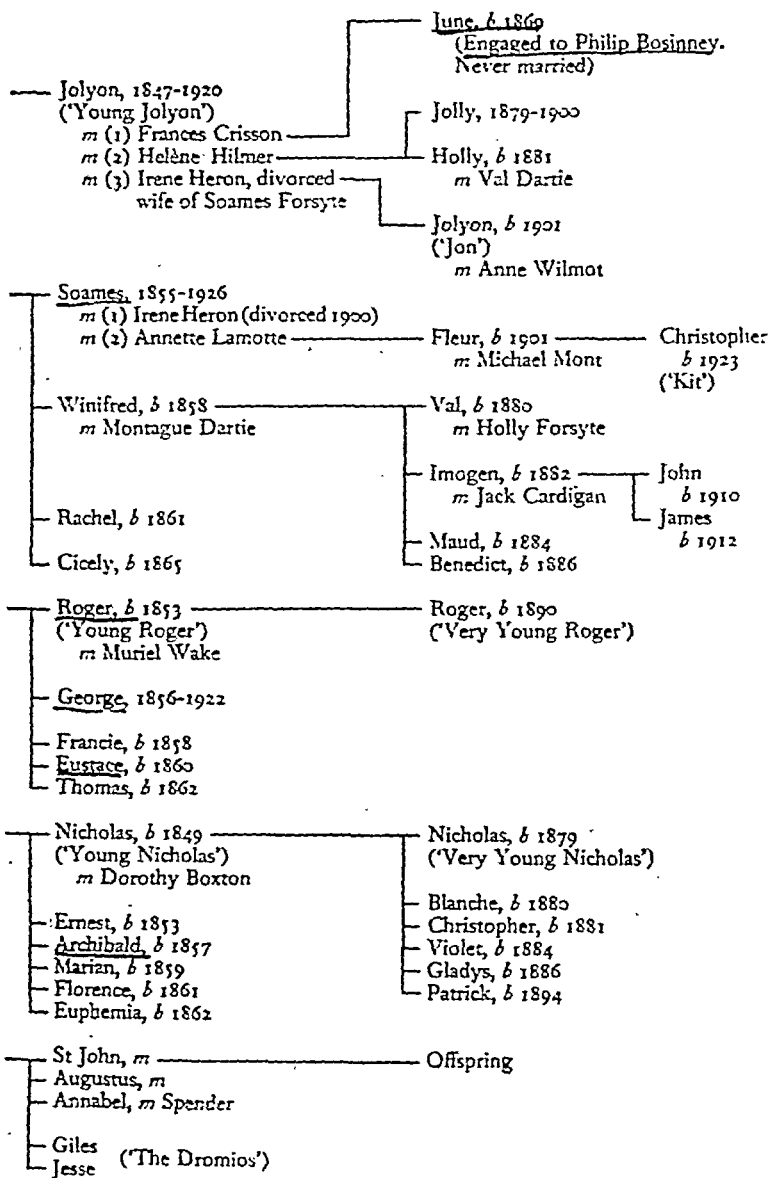 June, b 1869
(Engaged to Philip Bosinney.
Never married)
Jolyon, 1847-1920
('Young Jolyon')
m (1) Frances Crisson
m (2) Helène Hilmer
m (3) Irene Heron, divorced
wife of Soames Forsyte
Jolly, 1879-1900
Holly, b 1881
m Val Dartie
Jolyon, b 1901
('Jon')
m Anne Wilmot
Soames, 1855-1926
m (1) Irene Heron (divorced 1900)
m (2) Annette Lamotte
Fleur, b 1901
m Michael Mont
Christopher
b 1923
('Kit')
Winifred, b 1858
m Montague Dartie
Val, b 1880
m Holly Forsyte
Imogen, b 1882
m Jack Cardigan
John
b 1910
James
b 1912
Rachel, b 1861
Cicely, b 1865
Maud, b 1884
Benedict, b 1886
Roger, b 1853
('Young Roger')
m Muriel Wake
Roger, b 1890
('Very Young Roger')
George, 1856-1922
Francie, b 1858
Eustace, b 1860
Thomas, b 1862
Nicholas, b 1849
('Young Nicholas')
m Dorothy Boxton
Nicholas, b 1879
('Very Young Nicholas')
Blanche, b 1880
Christopher, b 1881
Violet, b 1884
Gladys, b 1886
Patrick, b 1894
Ernest, b 1853
Archibald, b 1857
Marian, b 1859
Florence, b 1861
Euphemia, b 1862
St John, m
Offspring
Augustus, m
Annabel, m Spender
Giles
Jesse
('The Dromios')